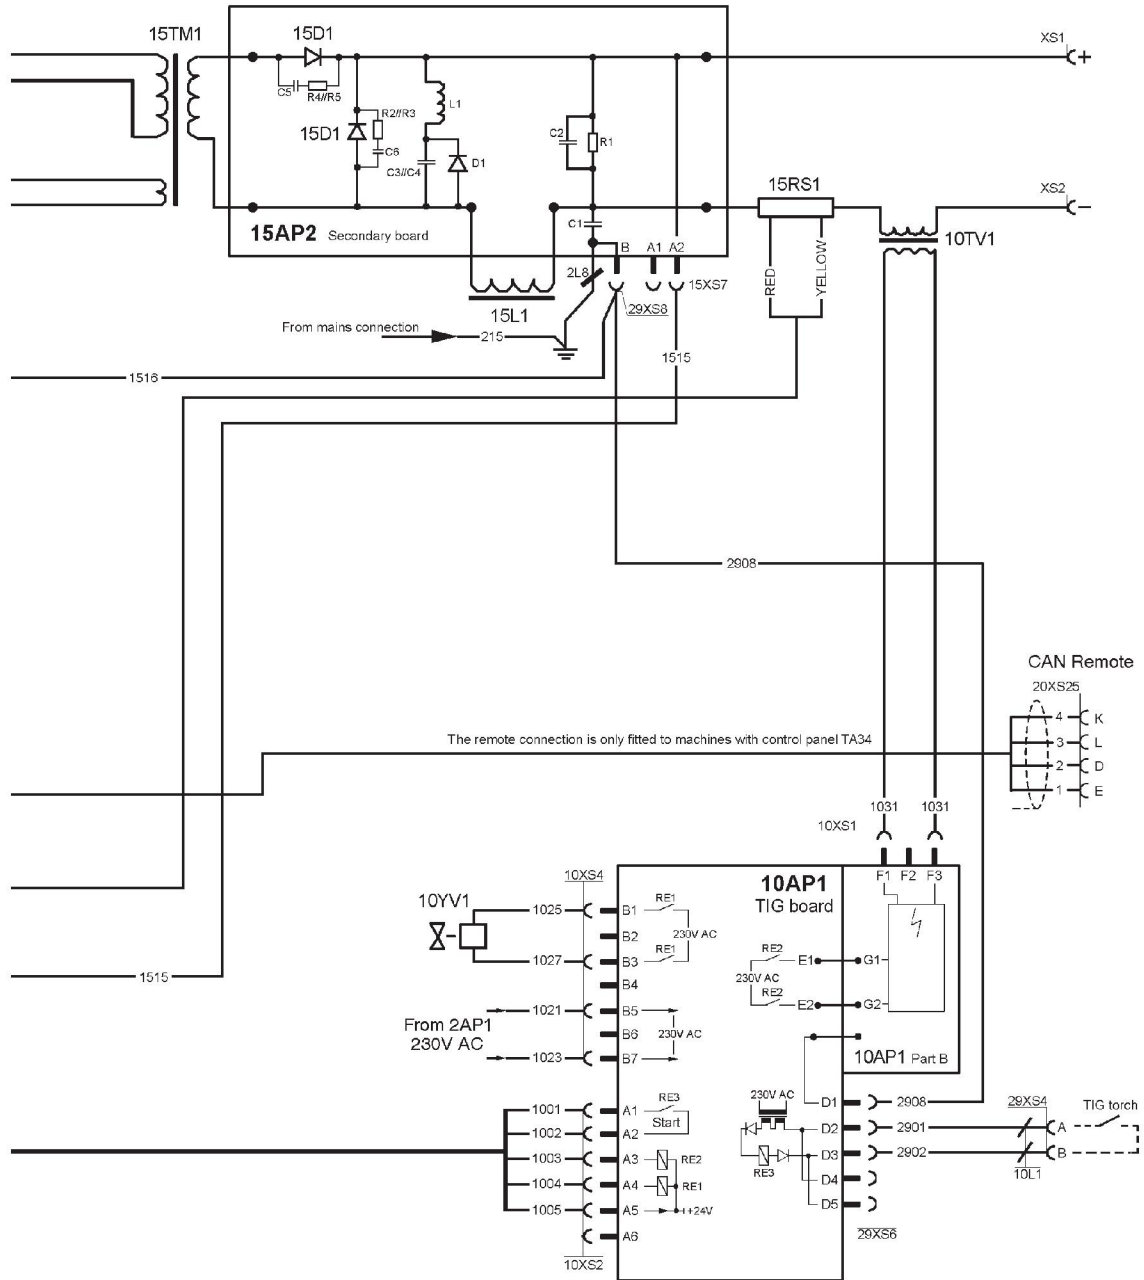 15TM1
15D1
XS1
+
C5
R4//R5
L1
R2//R3
15D1
C6
C3//C4
D1
C2
R1
15RS1
XS2
−
15AP2 Secondary board
C1
B
A1
A2
10TV1
RED
YELLOW
2L8
15XS7
29XS8
15L1
From mains connection
215
1515
1516
2908
CAN Remote
20XS25
4 K
3 L
2 D
1 E
The remote connection is only fitted to machines with control panel TA34
1031
1031
10XS1
F1
F2
F3
10XS4
10AP1
TIG board
10YV1
1025
B1
RE1
230V AC
B2
1027
B3
RE1
B4
RE2
E1
G1
230V AC
RE2
E2
G2
From 2AP1
230V AC
1021
B5
B6
230V AC
1023
B7
10AP1 Part B
1001
A1
RE3
Start
1002
A2
1003
A3
RE2
1004
A4
RE1
1005
A5
+24V
A6
10XS2
230V AC
RE3
D1
2908
D2
2901
D3
2902
D4
D5
29XS6
29XS4
A
B
10L1
TIG torch
1515